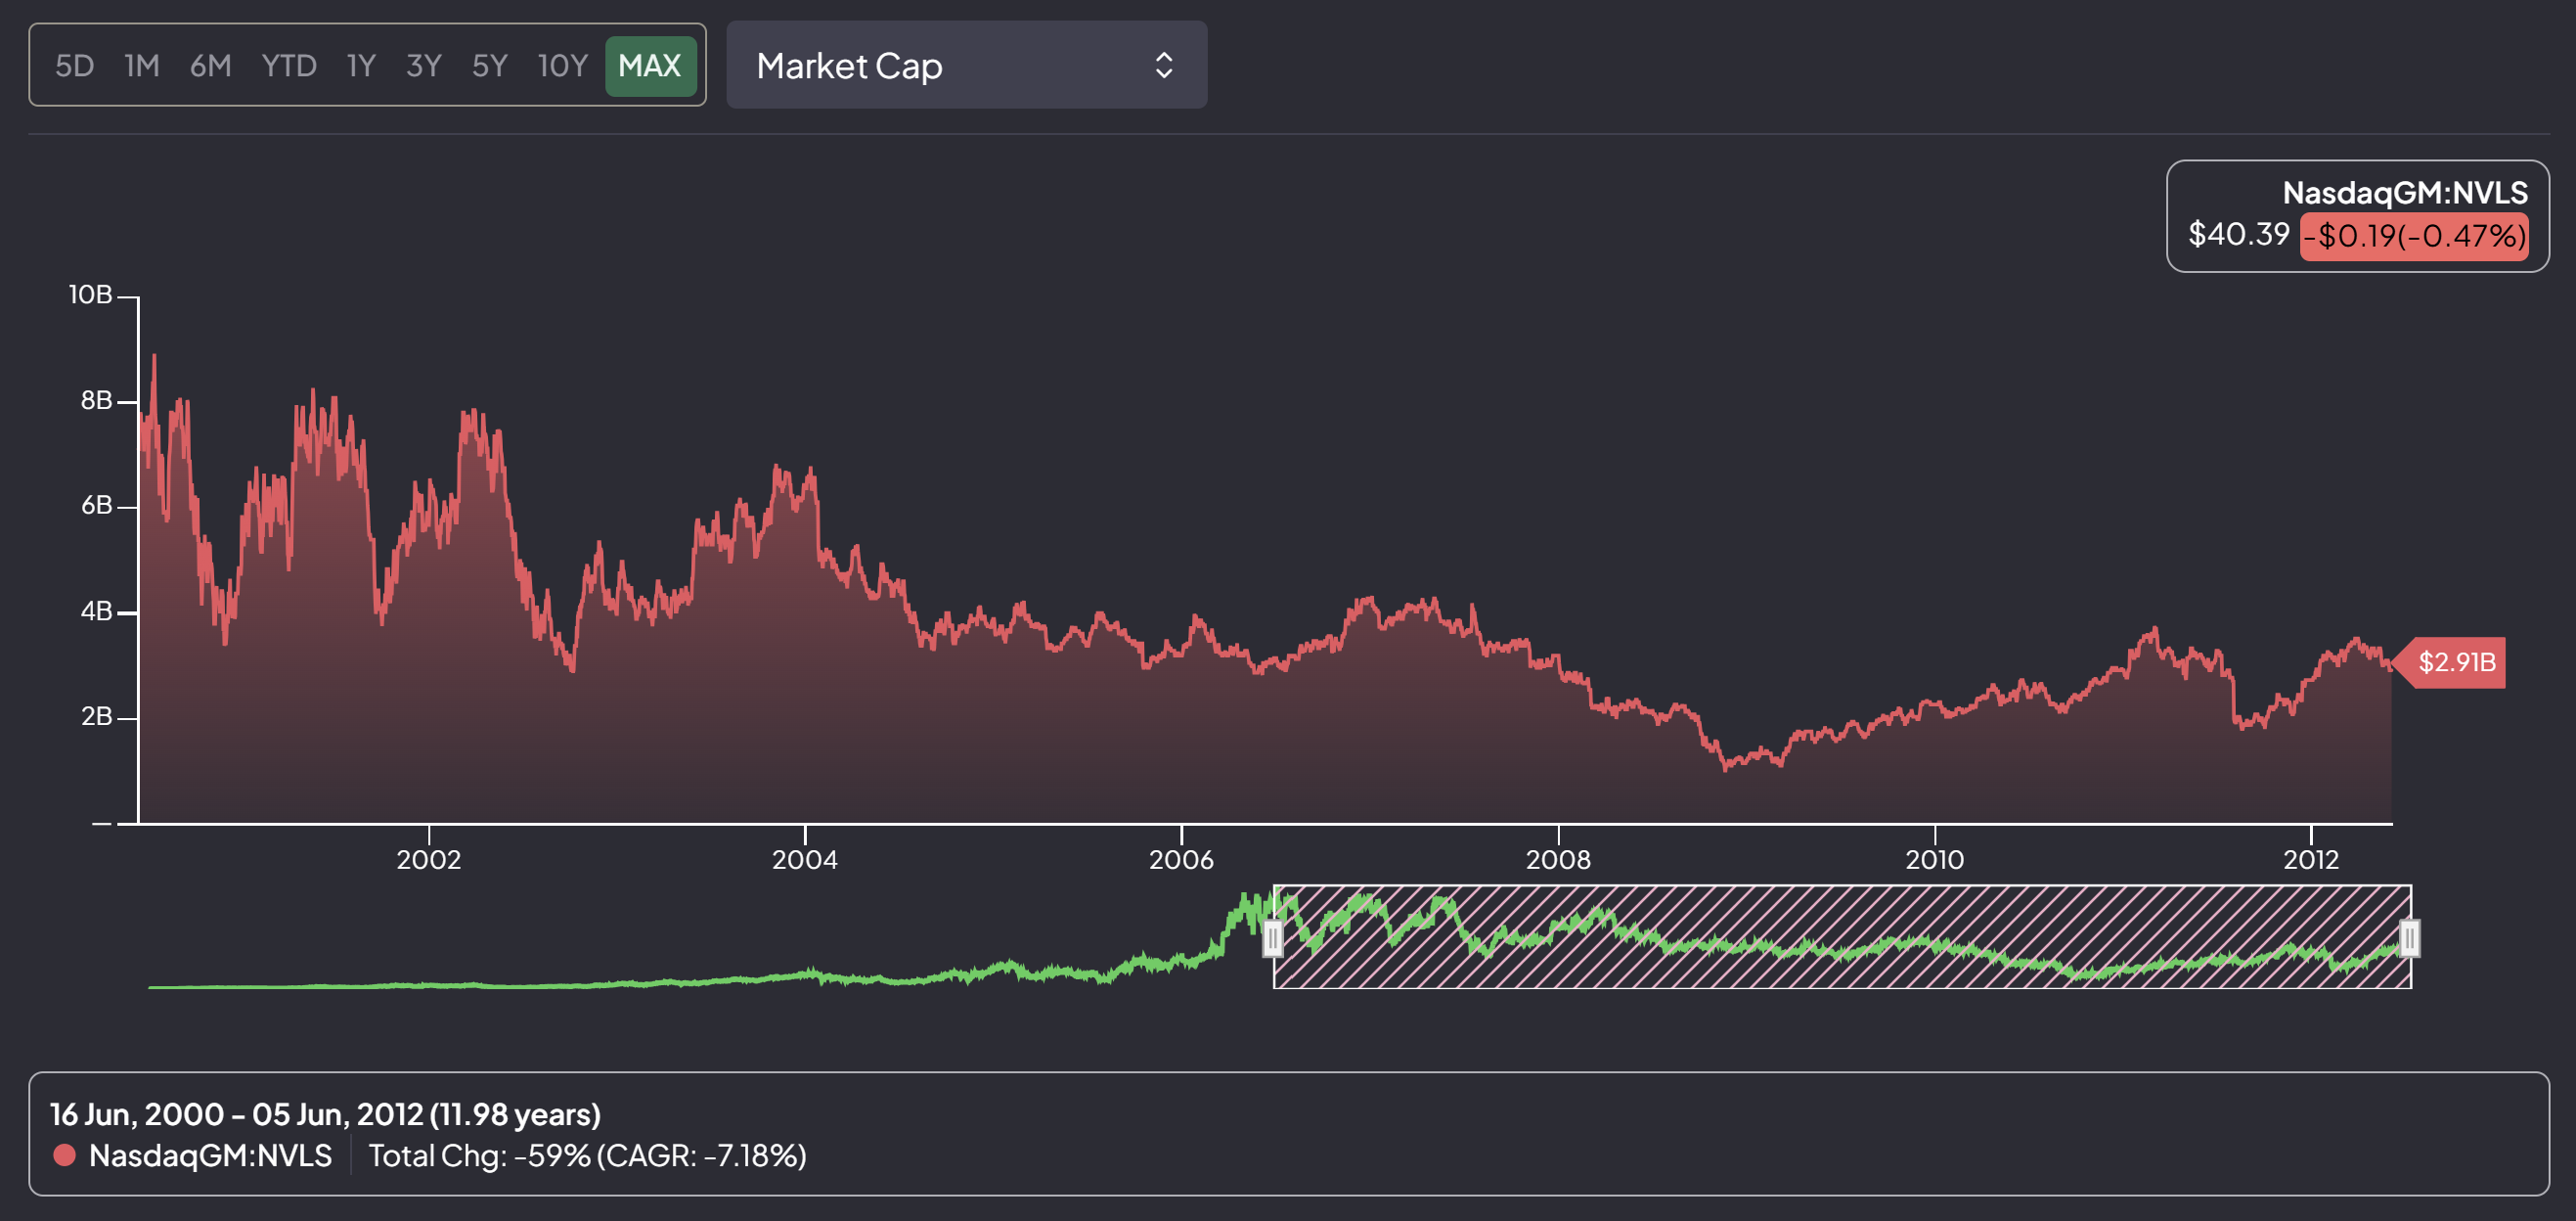 5D 1M 6M YTD 1Y 3Y 5Y 10Y MAX Market Cap
NasdaqGM:NVLS
$40.39 -$0.19(-0.47%)
10B
8B
6B
4B
$2.91B
2B
—
2002 2004 2006 2008 2010 2012
16 Jun, 2000 - 05 Jun, 2012 (11.98 years)
NasdaqGM:NVLS Total Chg: -59% (CAGR: -7.18%)